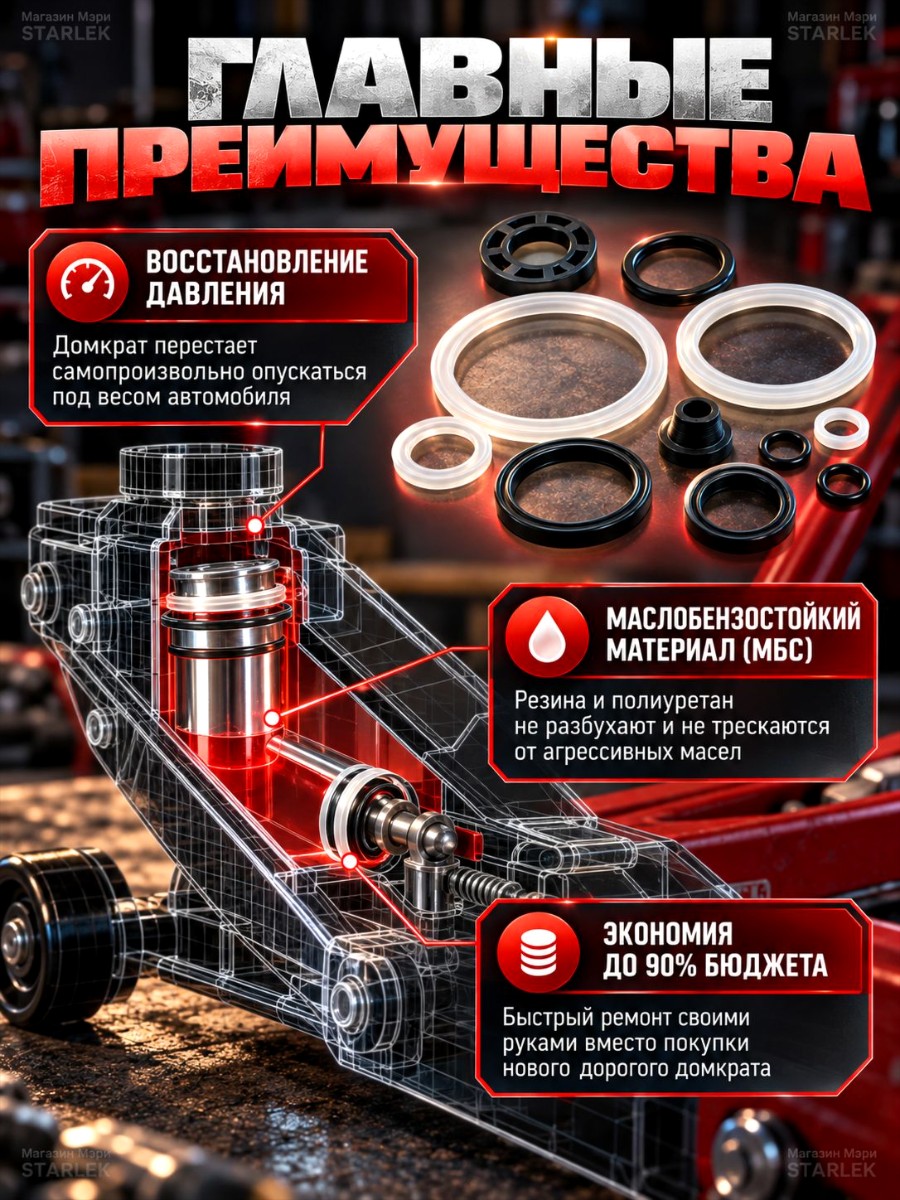 Магазин Мэри
STARLEK
Магазин Мэри
STARLEK
ГЛАВНЫЕ
ПРЕИМУЩЕСТВА
ВОССТАНОВЛЕНИЕ
ДАВЛЕНИЯ
Домкрат перестает
самопроизвольно опускаться
под весом автомобиля
МАСЛОБЕНЗОСТОЙКИЙ
МАТЕРИАЛ (МБС)
Резина и полиуретан
не разбухают и не трескаются
от агрессивных масел
ЭКОНОМИЯ
ДО 90% БЮДЖЕТА
Быстрый ремонт своими
руками вместо покупки
нового дорогого домкрата
Магазин Мэри
STARLEK
Магазин Мэри
STARLEK